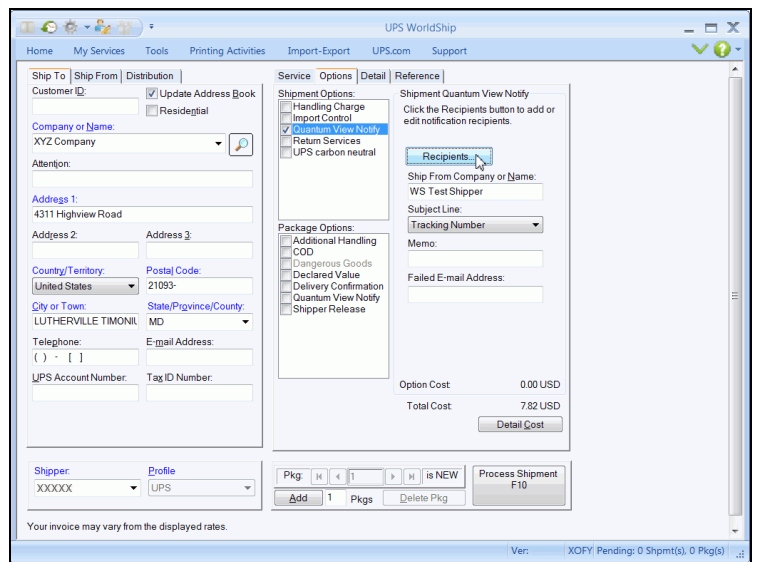 UPS WorldShip
Home My Services Tools Printing Activities Import-Export UPS.com Support
Ship To Ship From Distribution
Customer ID:
Update Address Book
Residential
Company or Name:
XYZ Company
Attention:
Address 1:
4311 Highview Road
Address 2: Address 3:
Country/Territory: Postal Code:
United States 21093-
City or Town: State/Province/County:
LUTHERVILLE TIMONIU MD
Telephone: E-mail Address:
( ) - [ ]
UPS Account Number: Tax ID Number:
Shipper: Profile
XXXXX UPS
Service Options Detail Reference
Shipment Options:
Handling Charge
Import Control
Quantum View Notify
Return Services
UPS carbon neutral
Package Options:
Additional Handling
COD
Dangerous Goods
Declared Value
Delivery Confirmation
Quantum View Notify
Shipper Release
Shipment Quantum View Notify
Click the Recipients button to add or
edit notification recipients.
Recipients...
Ship From Company or Name:
WS Test Shipper
Subject Line:
Tracking Number
Memo:
Failed E-mail Address:
Option Cost: 0.00 USD
Total Cost: 7.82 USD
Detail Cost
Pkg: 1 is NEW
Add 1 Pkgs Delete Pkg
Process Shipment
F10
Your invoice may vary from the displayed rates.
Ver: XOFY Pending: 0 Shpmt(s), 0 Pkg(s)